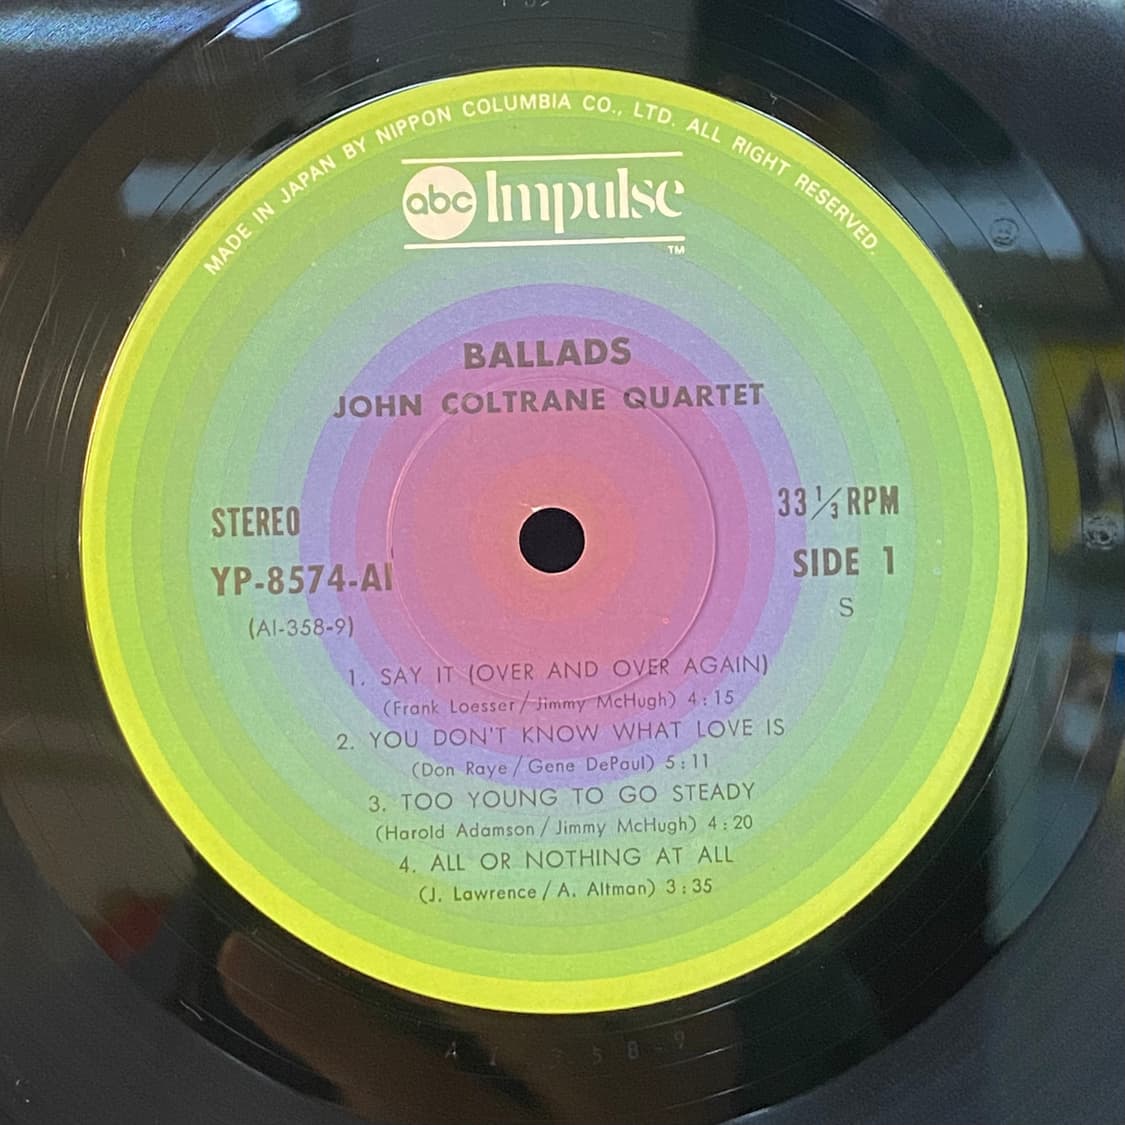 MADE IN JAPAN BY NIPPON COLUMBIA CO., LTD. ALL RIGHT RESERVED.
abc Impulse
TM
BALLADS
JOHN COLTRANE QUARTET
STEREO
33 1/3 RPM
YP-8574-AI
SIDE 1
(AI-358-9)
S
1. SAY IT (OVER AND OVER AGAIN)
(Frank Loesser/Jimmy McHugh) 4:15
2. YOU DON'T KNOW WHAT LOVE IS
(Don Raye/Gene DePaul) 5:11
3. TOO YOUNG TO GO STEADY
(Harold Adamson/Jimmy McHugh) 4:20
4. ALL OR NOTHING AT ALL
(J. Lawrence/A. Altman) 3:35